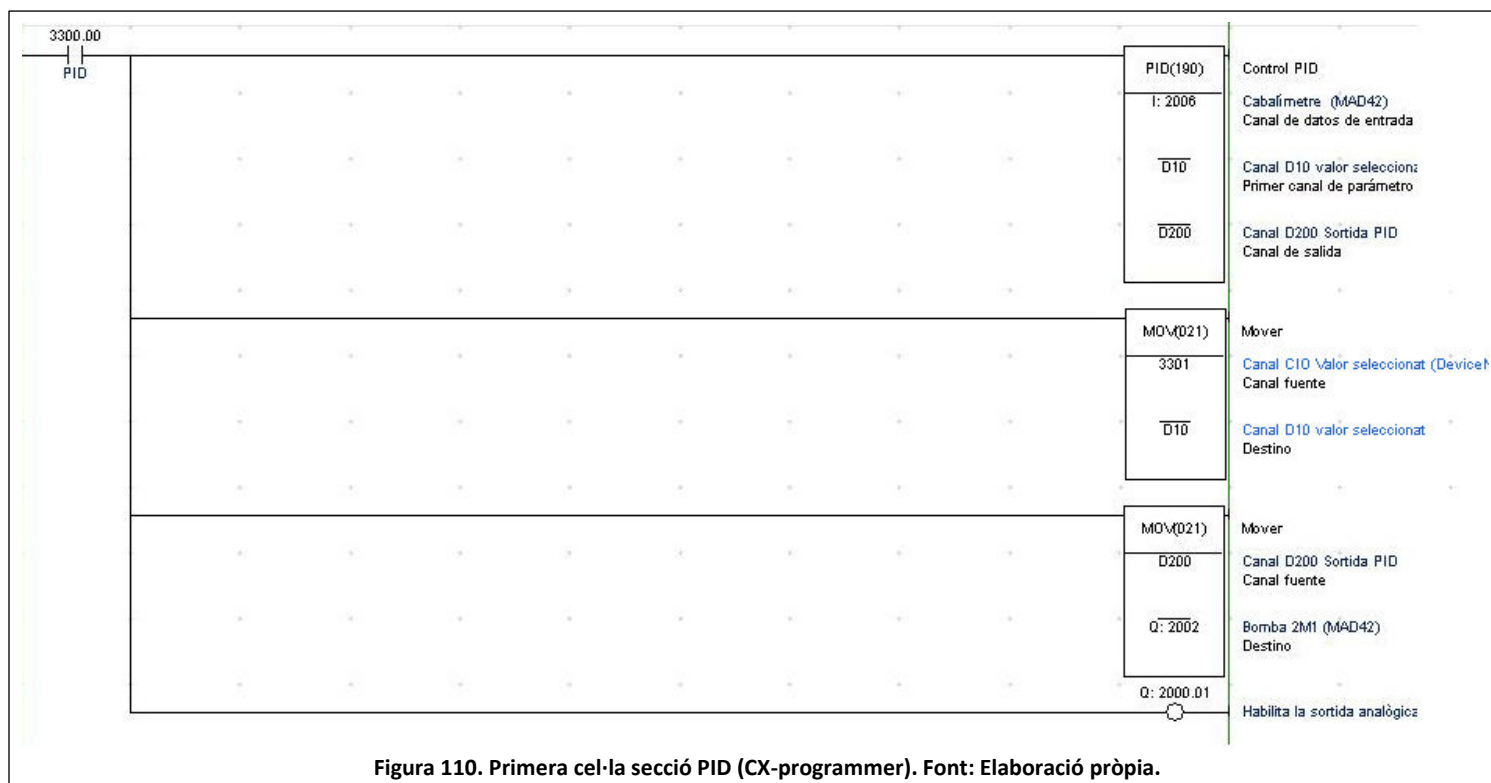 3300.00
PID
PID(190)
Control PID
I: 2006
Cabalímetre (MAD42)
Canal de datos de entrada
D10
Canal D10 valor
Primer canal de parámetro
D200
Canal D200 Sortida PID
Canal de salida
MOV(021)
Mover
3301
Canal CIO Valor seleccionat
Canal fuente
D10
Canal D10 valor seleccionat
Destino
MOV(021)
Mover
D200
Canal D200 Sortida PID
Canal fuente
Q: 2002
Bomba 2M1 (MAD42)
Destino
Q: 2000.01
Habilita la sortida
Figura 110. Primera cel·la secció PID (CX-programmer). Font: Elaboració pròpia.